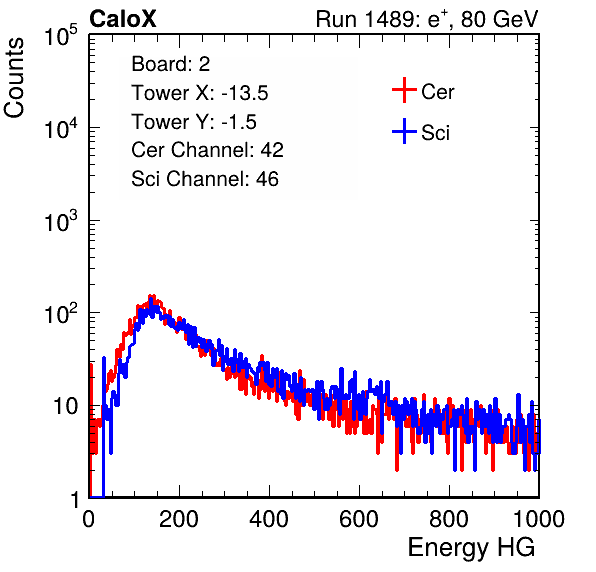 CaloX Run 1489: e+, 80 GeV
Counts
10^5
10^4
10^3
10^2
10
1
Board: 2
Tower X: -13.5
Tower Y: -1.5
Cer Channel: 42
Sci Channel: 46
Cer
Sci
0 200 400 600 800 1000
Energy HG